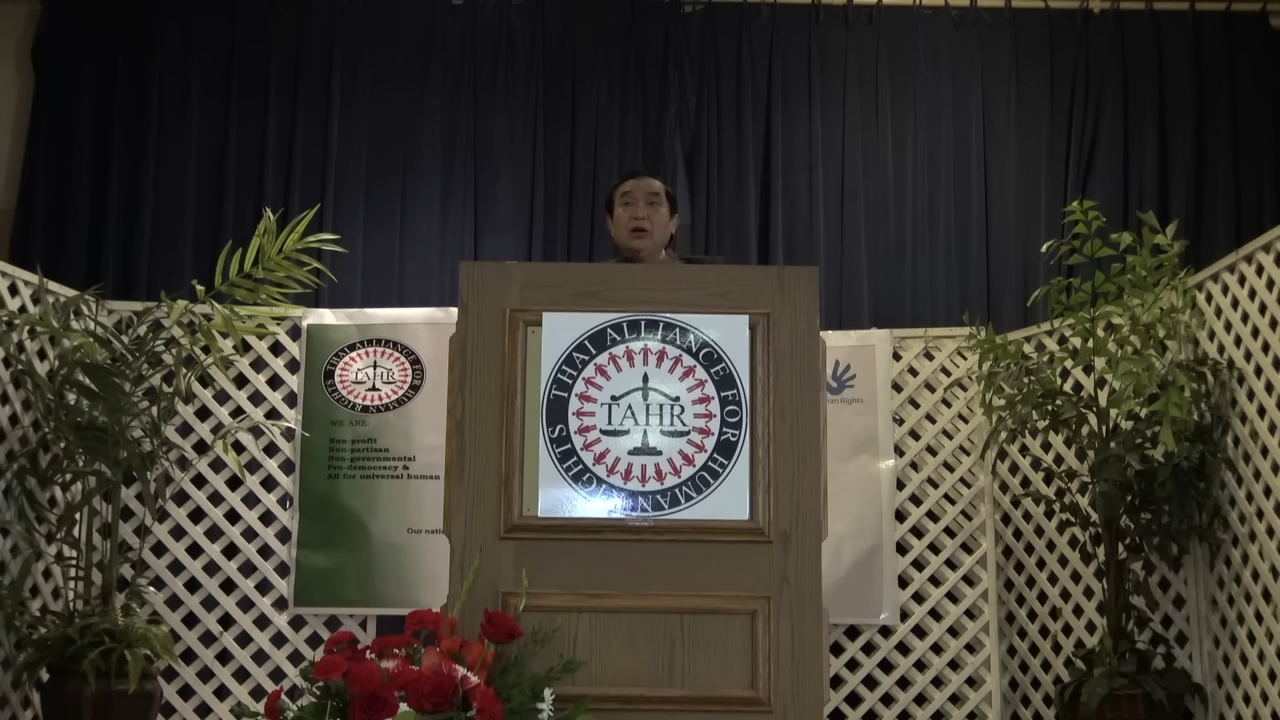 THAI ALLIANCE FOR HUMAN RIGHTS
TAHR
WE ARE:
Non-profit
Non-partisan
Non-governmental
Pro-democracy &
All for universal human
Our natio
THAI ALLIANCE FOR HUMAN RIGHTS
TAHR
man Rights